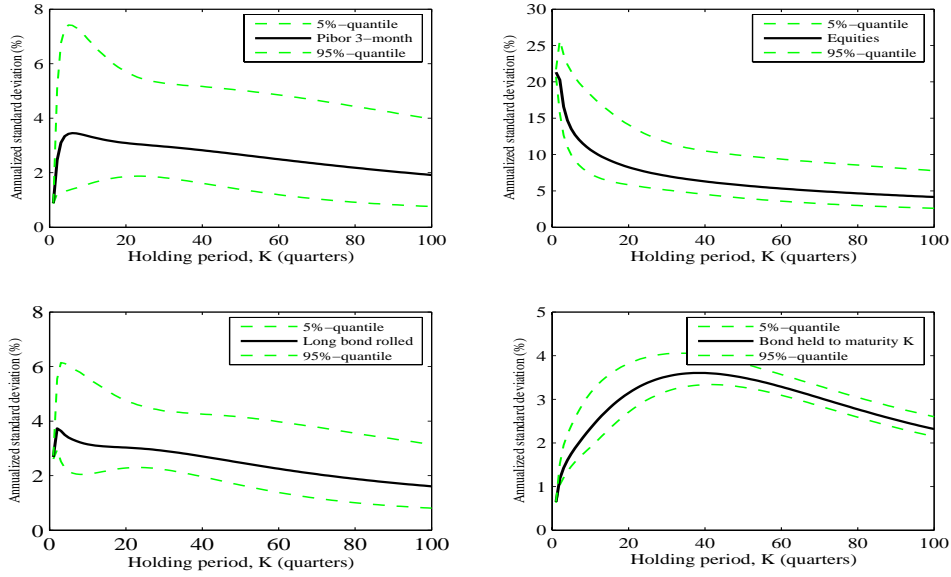 8
6
4
2
0
0
20
40
60
80
100
Annualized standard deviation (%)
Holding period, K (quarters)
5%−quantile
Pibor 3−month
95%−quantile
30
25
20
15
10
5
0
0
20
40
60
80
100
Annualized standard deviation (%)
Holding period, K (quarters)
5%−quantile
Equities
95%−quantile
8
6
4
2
0
0
20
40
60
80
100
Annualized standard deviation (%)
Holding period, K (quarters)
5%−quantile
Long bond rolled
95%−quantile
5
4
3
2
1
0
0
20
40
60
80
100
Annualized standard deviation (%)
Holding period, K (quarters)
5%−quantile
Bond held to maturity K
95%−quantile